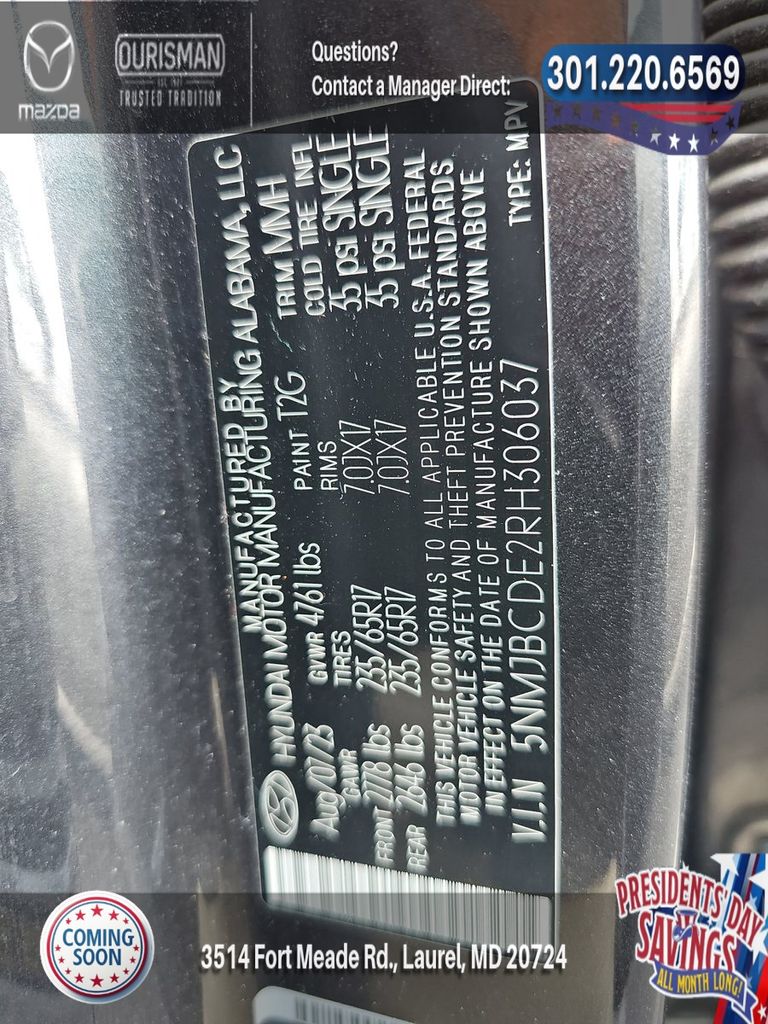 mazda
OURISMAN
EST. 1921
TRUSTED TRADITION
Questions?
Contact a Manager Direct:
301.220.6569
MANUFACTURED BY
HYUNDAI MOTOR MANUFACTURING ALABAMA, LLC
GVWR 4761 lbs PAINT T2G TRIM MMH
Aug/07/23 TIRES RIMS COLD TIRE INFL
GAWR
FRONT 2778 lbs 235/65R17 7.0JX17 35 psi SINGLE
REAR 2646 lbs 235/65R17 7.0JX17 35 psi SINGLE
THIS VEHICLE CONFORMS TO ALL APPLICABLE U.S.A. FEDERAL
MOTOR VEHICLE SAFETY AND THEFT PREVENTION STANDARDS
IN EFFECT ON THE DATE OF MANUFACTURE SHOWN ABOVE
V.I.N 5NMJBCDE2RH306037 TYPE: MPV
COMING
SOON
3514 Fort Meade Rd., Laurel, MD 20724
PRESIDENTS' DAY
SAVINGS
ALL MONTH LONG!